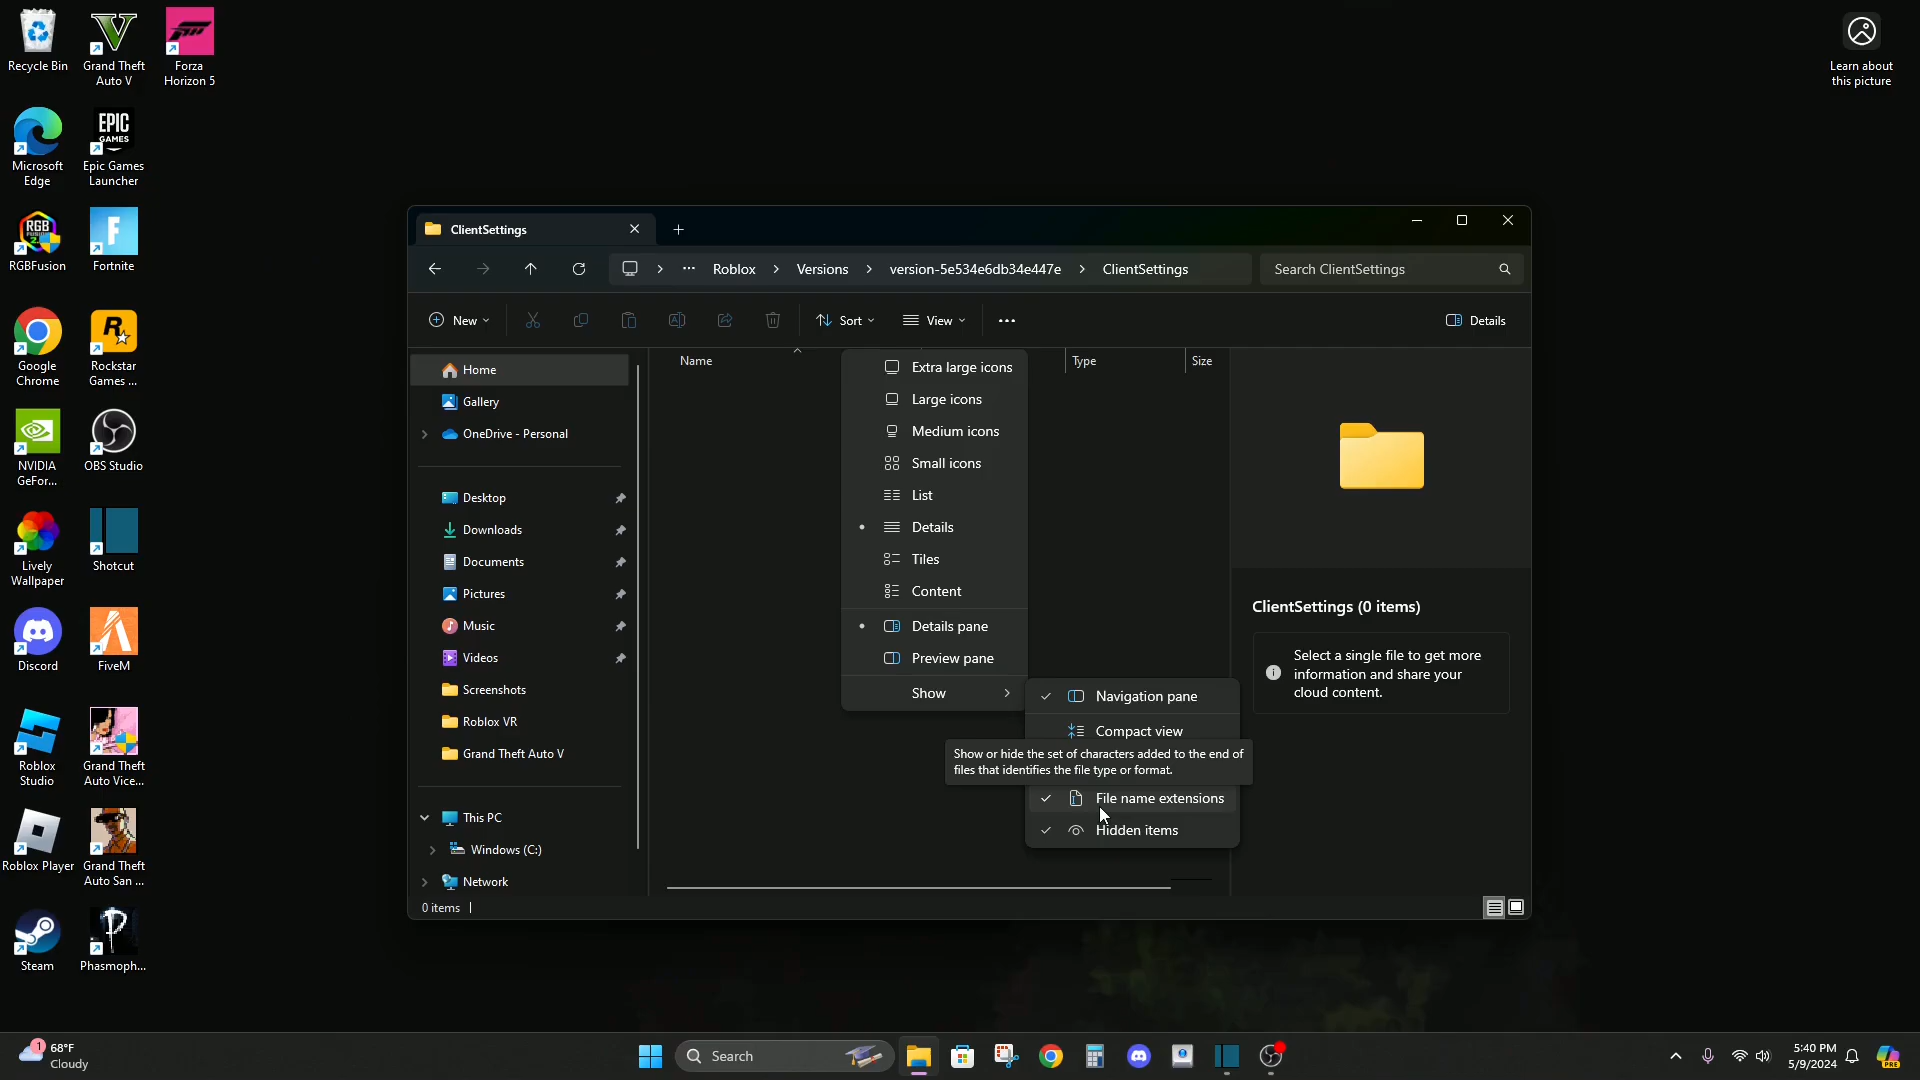 Recycle Bin
Grand Theft
Auto V
Forza
Horizon 5
Learn about
this picture
Microsoft
Edge
EPIC
GAMES
Epic Games
Launcher
RGB
FUSION
2.0
RGBFusion
Fortnite
Google
Chrome
Rockstar
Games ...
NVIDIA
GeFor...
OBS Studio
Lively
Wallpaper
Shotcut
Discord
FiveM
Roblox
Studio
Grand Theft
Auto Vice...
Roblox Player
Grand Theft
Auto San ...
Steam
Phasmoph...
ClientSettings
Roblox > Versions > version-5e534e6db34e447e > ClientSettings
Search ClientSettings
New
Sort
View
Details
Home
Gallery
OneDrive - Personal
Desktop
Downloads
Documents
Pictures
Music
Videos
Screenshots
Roblox VR
Grand Theft Auto V
This PC
Windows (C:)
Network
0 items
Name
Type
Size
Extra large icons
Large icons
Medium icons
Small icons
List
Details
Tiles
Content
Details pane
Preview pane
Show
Navigation pane
Compact view
Show or hide the set of characters added to the end of
files that identifies the file type or format.
File name extensions
Hidden items
ClientSettings (0 items)
Select a single file to get more
information and share your
cloud content.
1
68°F
Cloudy
Search
5:40 PM
5/9/2024
PRE